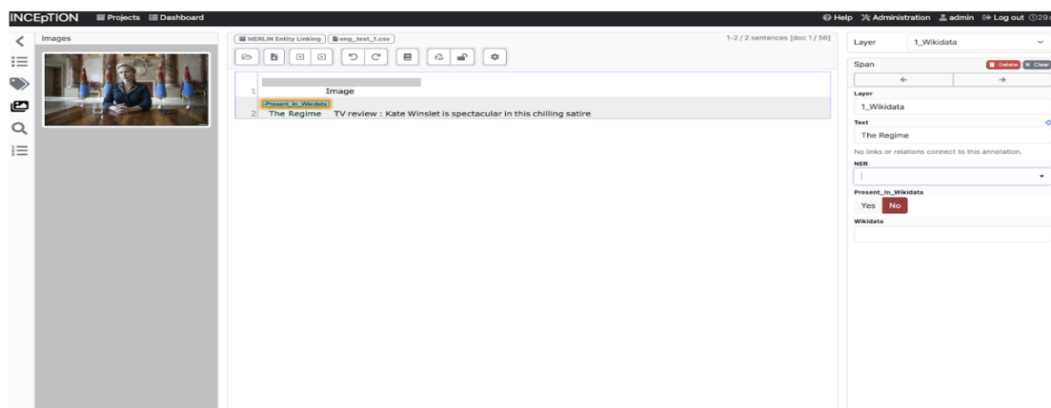 INCEpTION Projects Dashboard Help Administration admin Log out 29
Images
MERLIN Entity Linking eng_test_1.csv 1-2 / 2 sentences [doc 1 / 56]
1 Image
Present_In_Wikidata
2 The Regime TV review : Kate Winslet is spectacular in this chilling satire
Layer 1_Wikidata
Span Delete Clear
Layer
1_Wikidata
Text
The Regime
No links or relations connect to this annotation.
NER
Present_In_Wikidata
Yes No
Wikidata